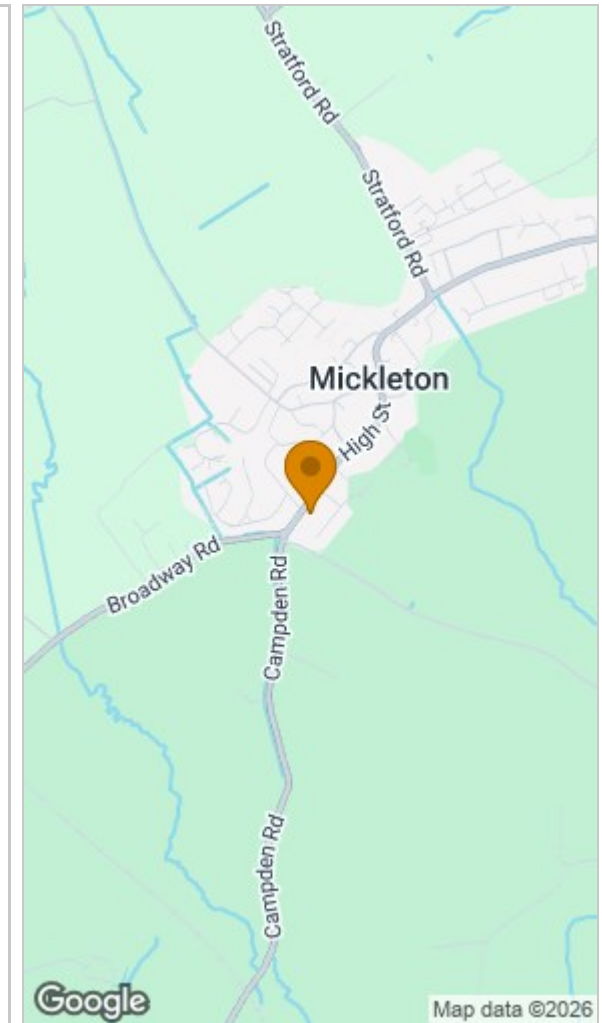 Stratford Rd
Stratford Rd
Mickleton
High St
Broadway Rd
Campden Rd
Campden Rd
Google
Map data ©2026